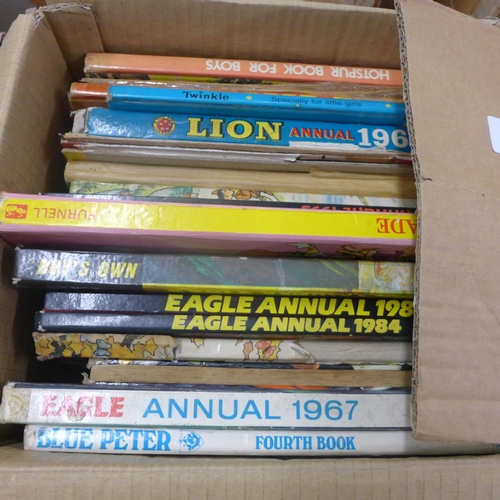 HOTSPUR BOOK FOR BOYS
Twinkle Specially for little girls
LION ANNUAL 196
PURNELL ADE
BOY'S OWN
EAGLE ANNUAL 198
EAGLE ANNUAL 1984
EAGLE ANNUAL 1967
BLUE PETER FOURTH BOOK